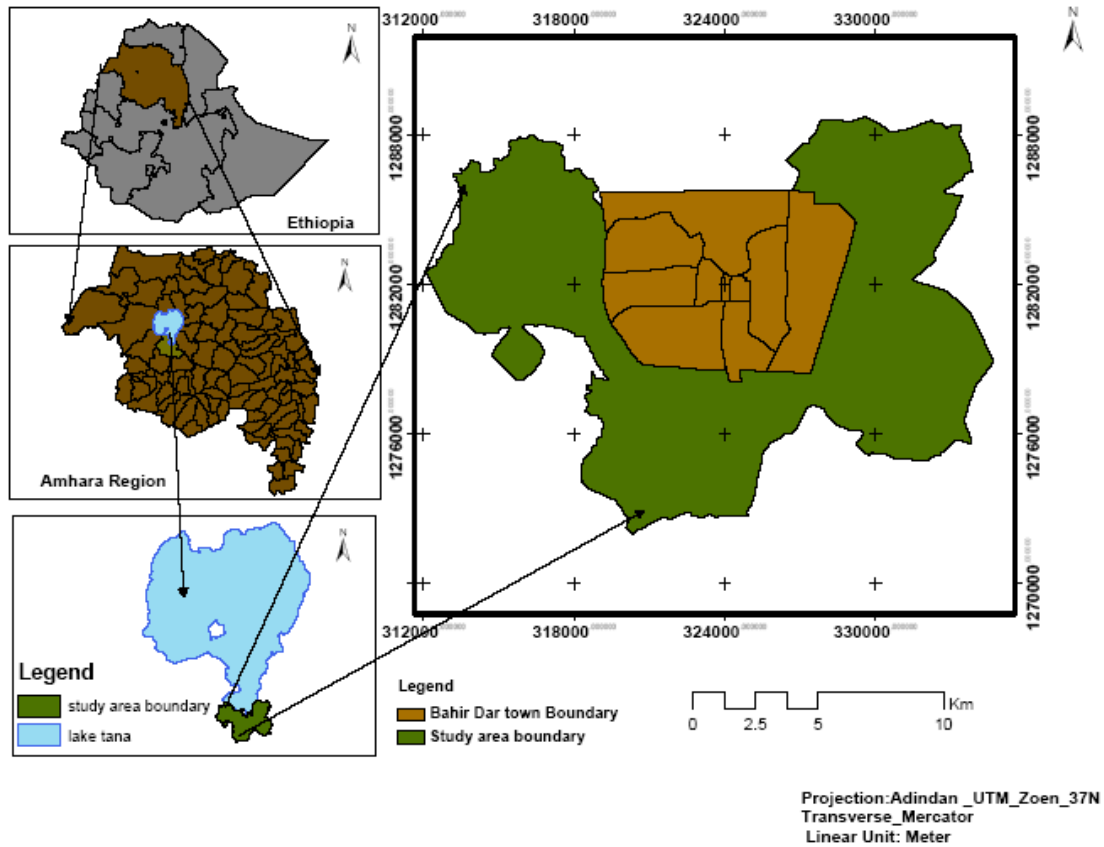 N
Ethiopia
N
Amhara Region
N
Legend
study area boundary
lake tana
312000 318000 324000 330000
N
1288000 1288000
1282000 1282000
1276000 1276000
1270000 1270000
312000 318000 324000 330000
Legend
Bahir Dar town Boundary
Study area boundary
Km
0 2.5 5 10
Projection:Adindan _UTM_Zoen_37N
Transverse_Mercator
Linear Unit: Meter